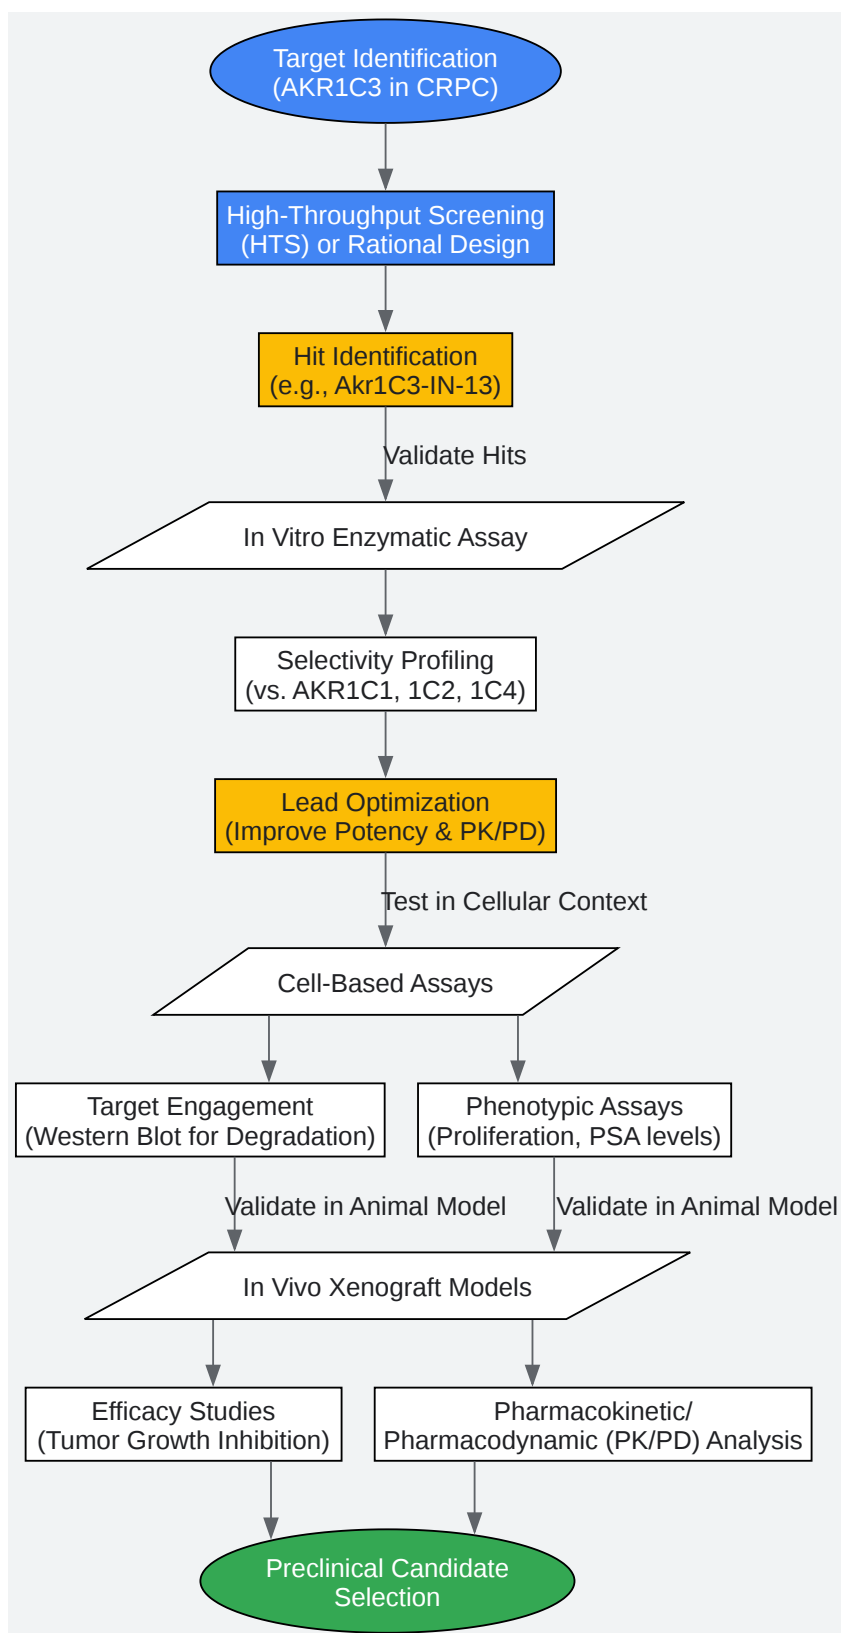 Target Identification
(AKR1C3 in CRPC)
High-Throughput Screening
(HTS) or Rational Design
Hit Identification
(e.g., Akr1C3-IN-13)
Validate Hits
In Vitro Enzymatic Assay
Selectivity Profiling
(vs. AKR1C1, 1C2, 1C4)
Lead Optimization
(Improve Potency & PK/PD)
Test in Cellular Context
Cell-Based Assays
Target Engagement
(Western Blot for Degradation)
Phenotypic Assays
(Proliferation, PSA levels)
Validate in Animal Model
Validate in Animal Model
In Vivo Xenograft Models
Efficacy Studies
(Tumor Growth Inhibition)
Pharmacokinetic/
Pharmacodynamic (PK/PD) Analysis
Preclinical Candidate
Selection